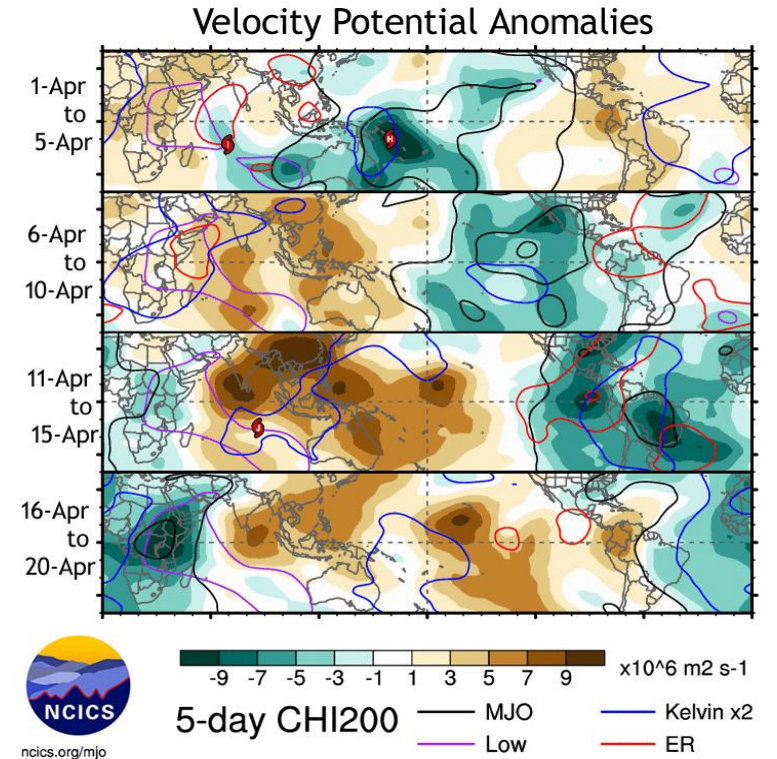 Velocity Potential Anomalies
1-Apr
to
5-Apr
I
H
6-Apr
to
10-Apr
11-Apr
to
15-Apr
J
16-Apr
to
20-Apr
-9 -7 -5 -3 -1 1 3 5 7 9
x10^6 m2 s-1
NCICS
ncics.org/mjo
5-day CHI200
MJO
Kelvin x2
Low
ER